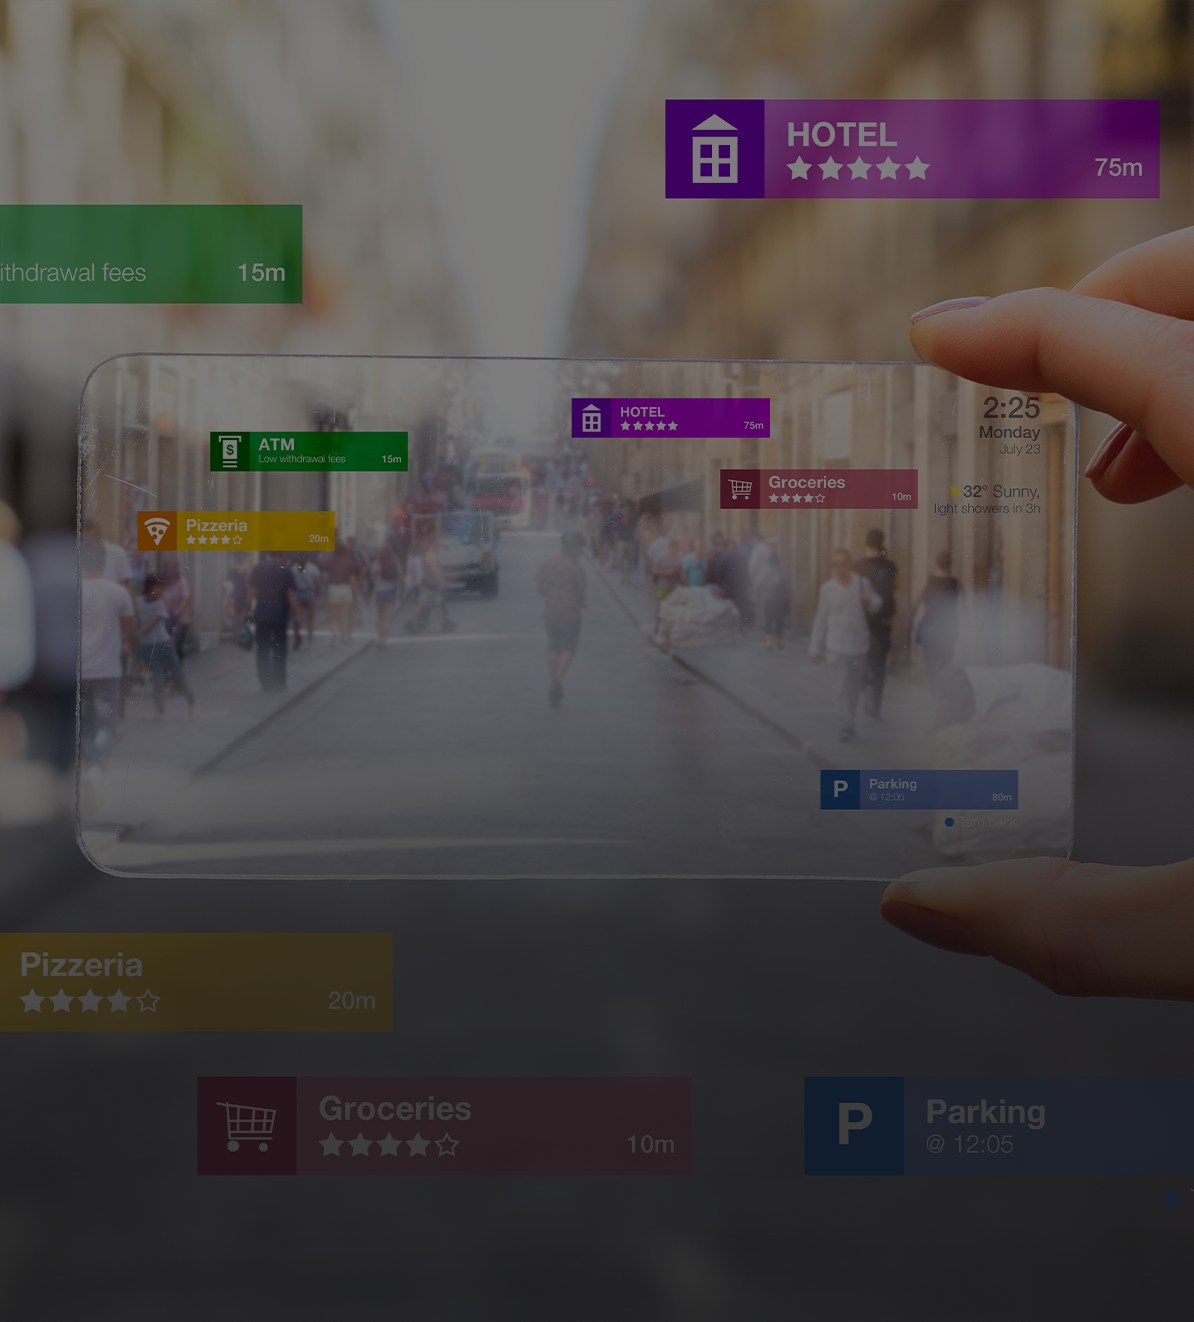 HOTEL
75m
ithdrawal fees
15m
2:25
Monday
July 23
HOTEL
75m
ATM
Low withdrawal fees
15m
Groceries
10m
32° Sunny,
light showers in 3h
Pizzeria
20m
P
Parking
@ 12:05
80m
Turn back
Pizzeria
20m
Groceries
10m
P
Parking
@ 12:05